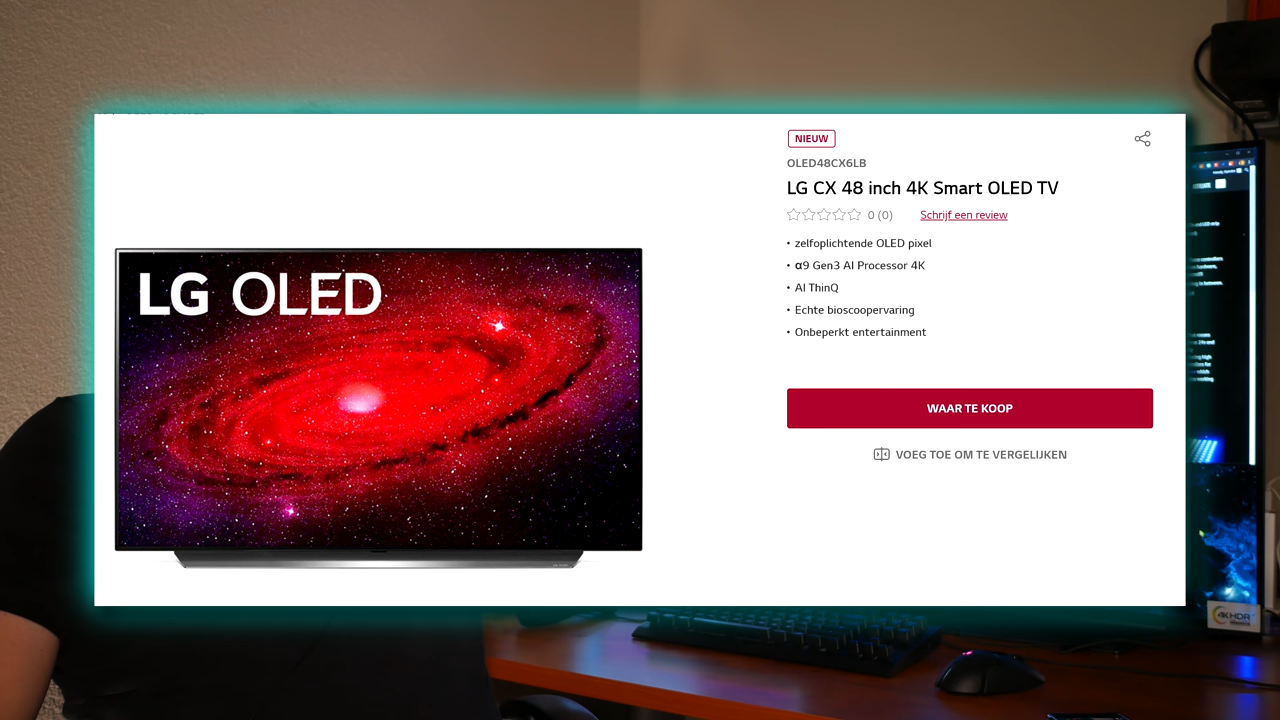 NIEUW
OLED48CX6LB
LG CX 48 inch 4K Smart OLED TV
0 (0) Schrijf een review
• zelfoplichtende OLED pixel
• α9 Gen3 AI Processor 4K
• AI ThinQ
• Echte bioscoopervaring
• Onbeperkt entertainment
WAAR TE KOOP
VOEG TOE OM TE VERGELIJKEN
LG OLED
4K HDR